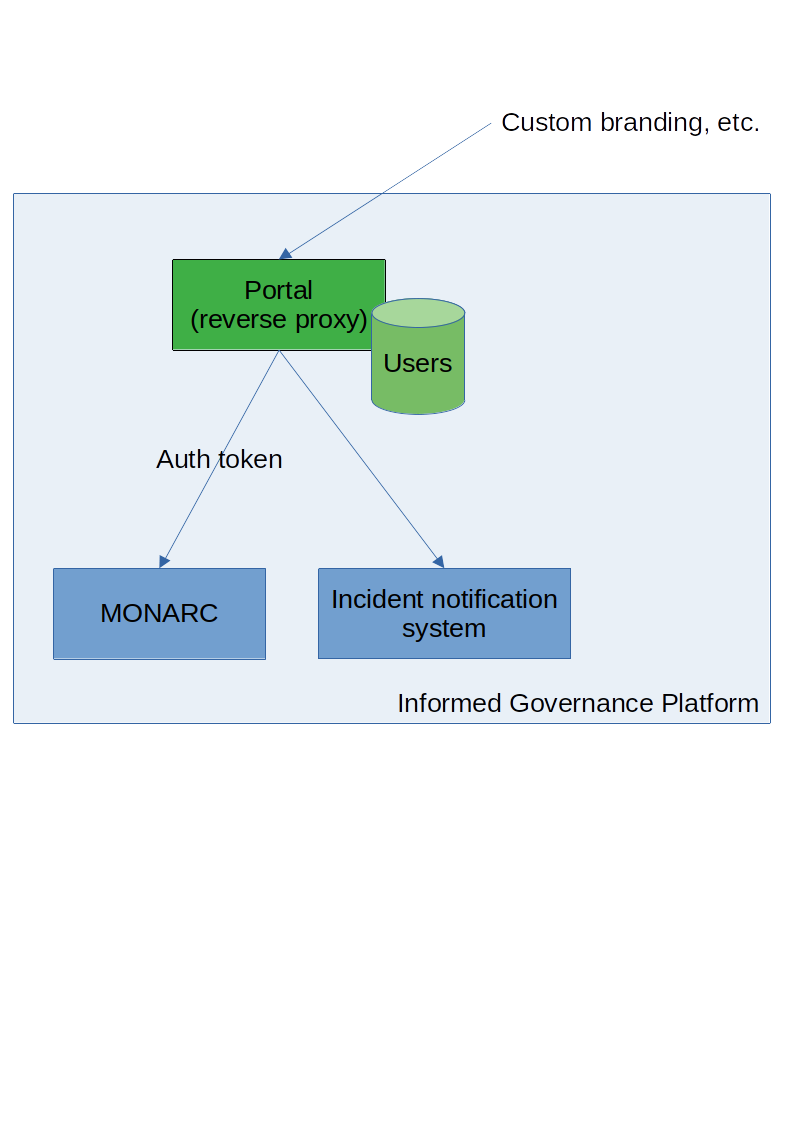 Custom branding, etc.
Portal
(reverse proxy)
Users
Auth token
MONARC
Incident notification
system
Informed Governance Platform